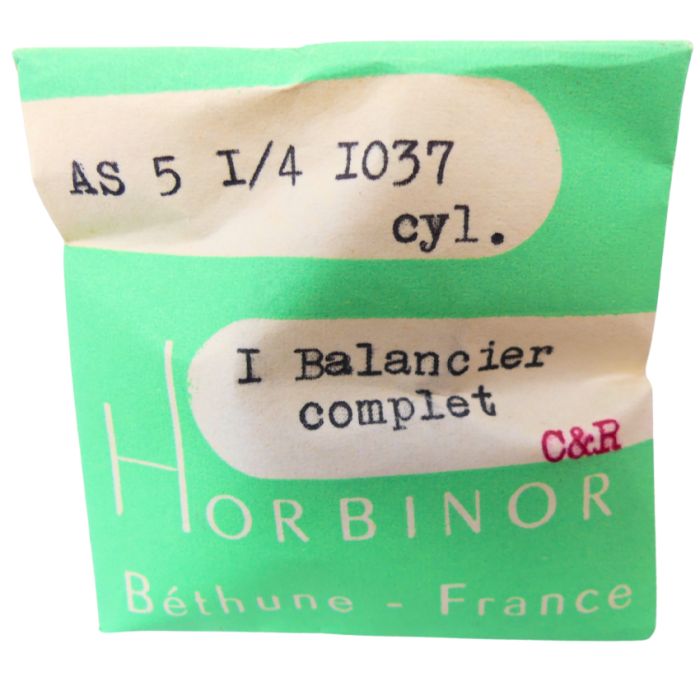 AS 5 I/4 I037
cyl.
I Balancier
complet
C&R
HORBINOR
Béthune - France